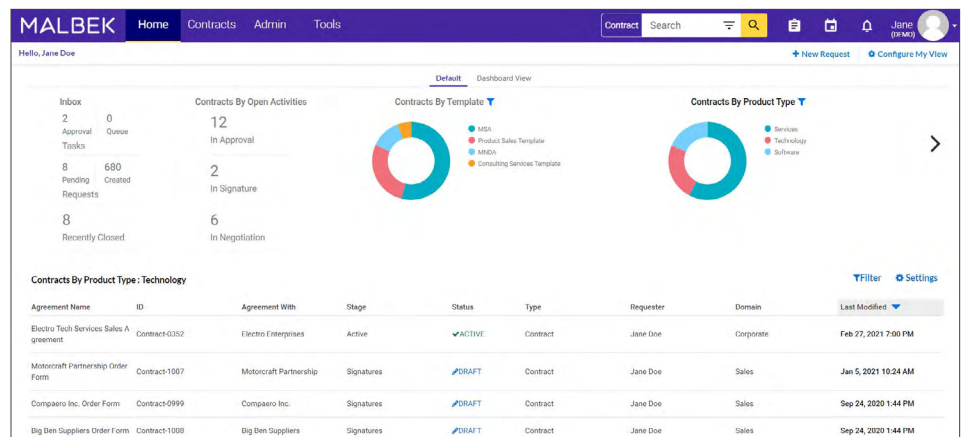 MALBEK Home Contracts Admin Tools Contract Search Jane
(DEMO)
Hello, Jane Doe + New Request Configure My View
Default Dashboard View
Inbox
2 0
Approval Queue
Tasks
8 680
Pending Created
Requests
8
Recently Closed
Contracts By Open Activities
12
In Approval
2
In Signature
6
In Negotiation
Contracts By Template
MSA
Product Sales Template
MNDA
Consulting Services Template
Contracts By Product Type
Services
Technology
Software
Contracts By Product Type : Technology Filter Settings
Agreement Name ID Agreement With Stage Status Type Requester Domain Last Modified
Electro Tech Services Sales A
greement Contract-0352 Electro Enterprises Active ACTIVE Contract Jane Doe Corporate Feb 27, 2021 7:00 PM
Motorcraft Partnership Order
Form Contract-1007 Motorcraft Partnership Signatures DRAFT Contract Jane Doe Sales Jan 5, 2021 10:24 AM
Compaero Inc. Order Form Contract-0999 Compaero Inc. Signatures DRAFT Contract Jane Doe Sales Sep 24, 2020 1:44 PM
Big Ben Suppliers Order Form Contract-1008 Big Ben Suppliers Signatures DRAFT Contract Jane Doe Sales Sep 24, 2020 1:44 PM